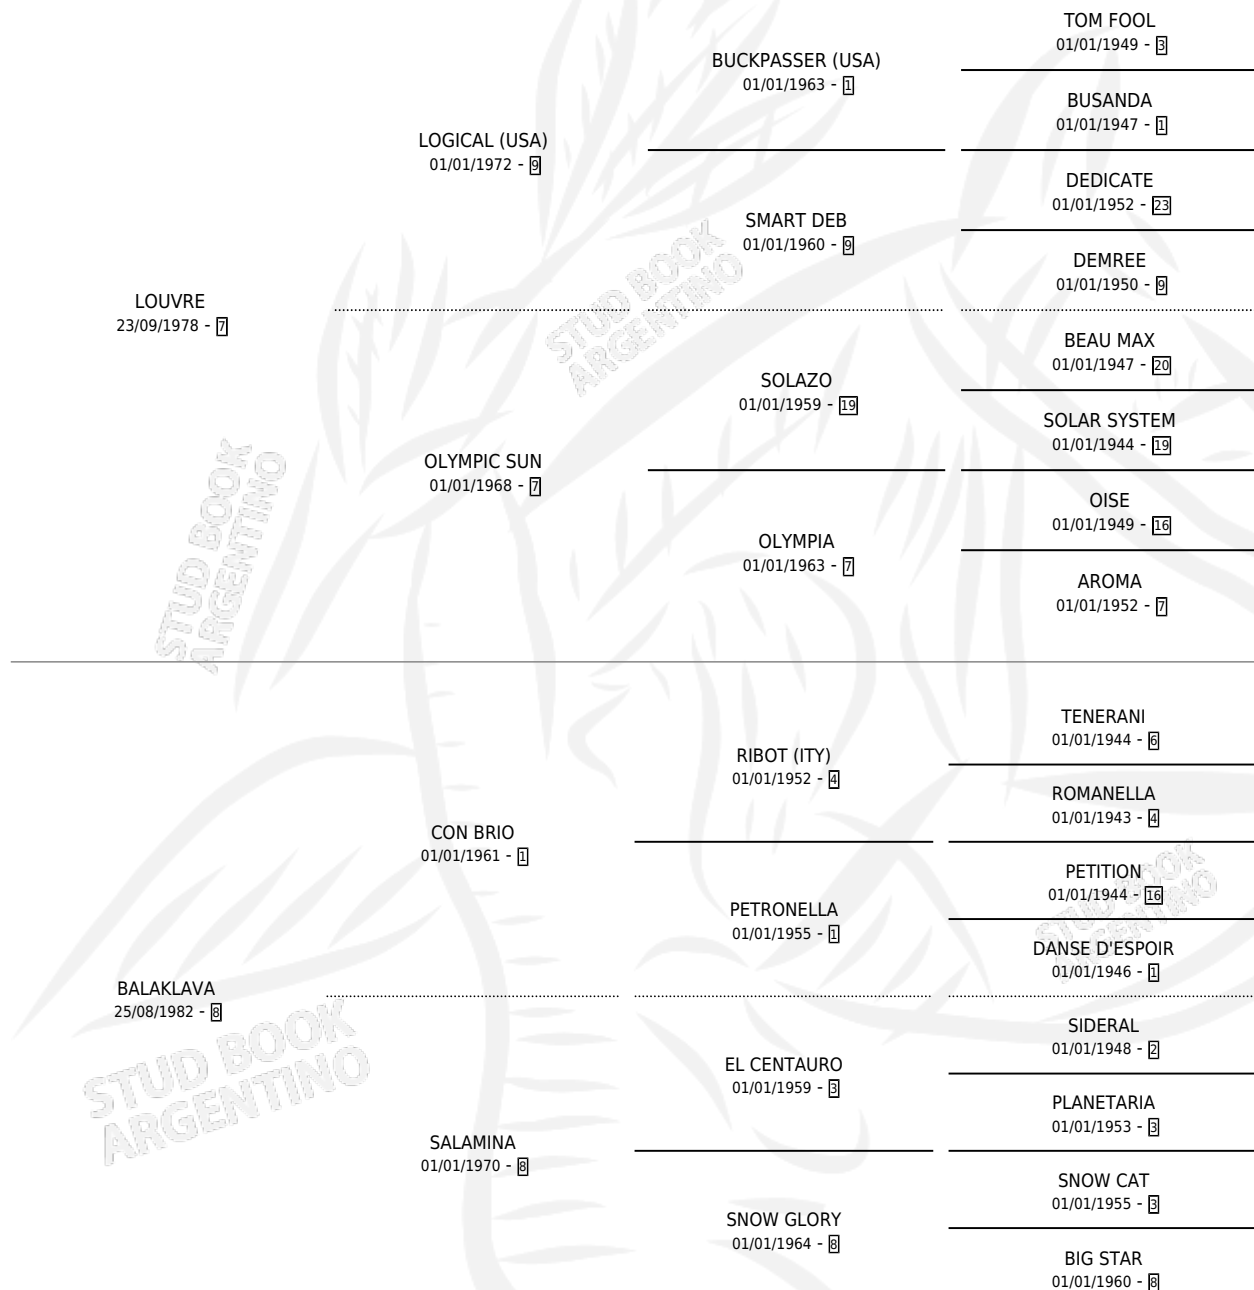 TOM FOOL
01/01/1949 - 3
BUCKPASSER (USA)
01/01/1963 - 1
BUSANDA
01/01/1947 - 1
LOGICAL (USA)
01/01/1972 - 9
DEDICATE
01/01/1952 - 23
SMART DEB
01/01/1960 - 9
DEMREE
01/01/1950 - 9
LOUVRE
23/09/1978 - 7
BEAU MAX
01/01/1947 - 20
SOLAZO
01/01/1959 - 19
SOLAR SYSTEM
01/01/1944 - 19
OLYMPIC SUN
01/01/1968 - 7
OISE
01/01/1949 - 16
OLYMPIA
01/01/1963 - 7
AROMA
01/01/1952 - 7
TENERANI
01/01/1944 - 6
RIBOT (ITY)
01/01/1952 - 4
ROMANELLA
01/01/1943 - 4
CON BRIO
01/01/1961 - 1
PETITION
01/01/1944 - 16
PETRONELLA
01/01/1955 - 1
DANSE D'ESPOIR
01/01/1946 - 1
BALAKLAVA
25/08/1982 - 8
SIDERAL
01/01/1948 - 2
EL CENTAURO
01/01/1959 - 3
PLANETARIA
01/01/1953 - 3
SALAMINA
01/01/1970 - 8
SNOW CAT
01/01/1955 - 3
SNOW GLORY
01/01/1964 - 8
BIG STAR
01/01/1960 - 8
STUD BOOK
ARGENTINO
STUD BOOK
ARGENTINO
STUD BOOK
ARGENTINO
STUD BOOK
ARGENTINO